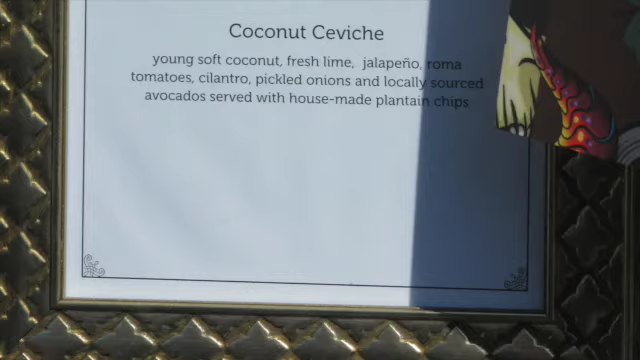 Coconut Ceviche
young soft coconut, fresh lime, jalapeño, roma
tomatoes, cilantro, pickled onions and locally sourced
avocados served with house-made plantain chips